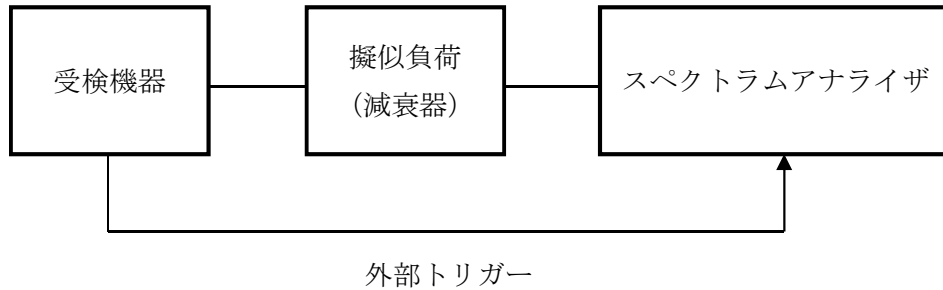 受検機器
擬似負荷
(減衰器)
スペクトラムアナライザ
外部トリガー